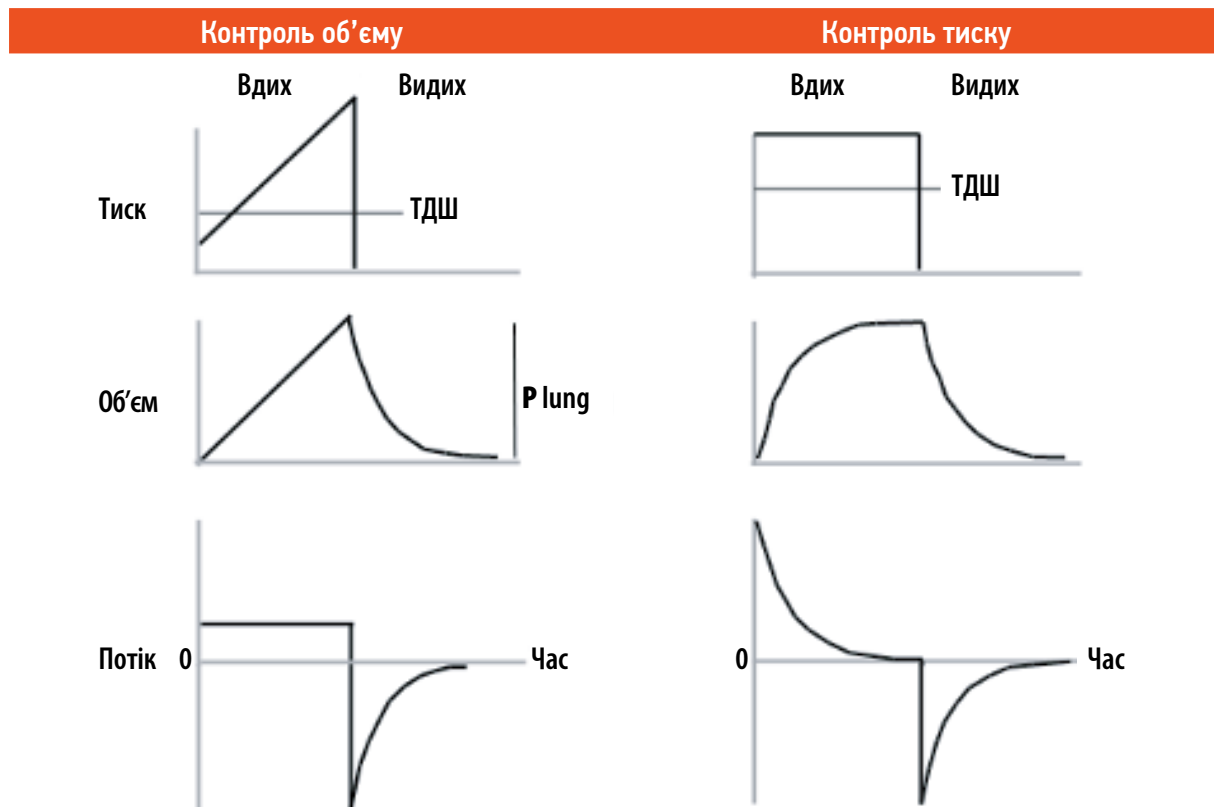 Контроль об’єму Контроль тиску
Вдих Видих Вдих Видих
Тиск ТДШ ТДШ
Об’єм P lung
Потік 0 Час 0 Час